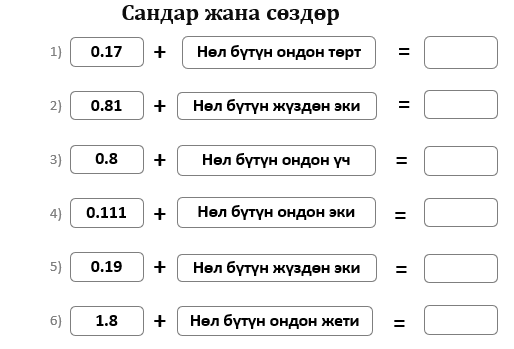 Сандар жана сөздөр
1) 0.17 + Нөл бүтүн ондон төрт =
2) 0.81 + Нөл бүтүн жүздөн эки =
3) 0.8 + Нөл бүтүн ондон үч =
4) 0.111 + Нөл бүтүн ондон эки =
5) 0.19 + Нөл бүтүн жүздөн эки =
6) 1.8 + Нөл бүтүн ондон жети =